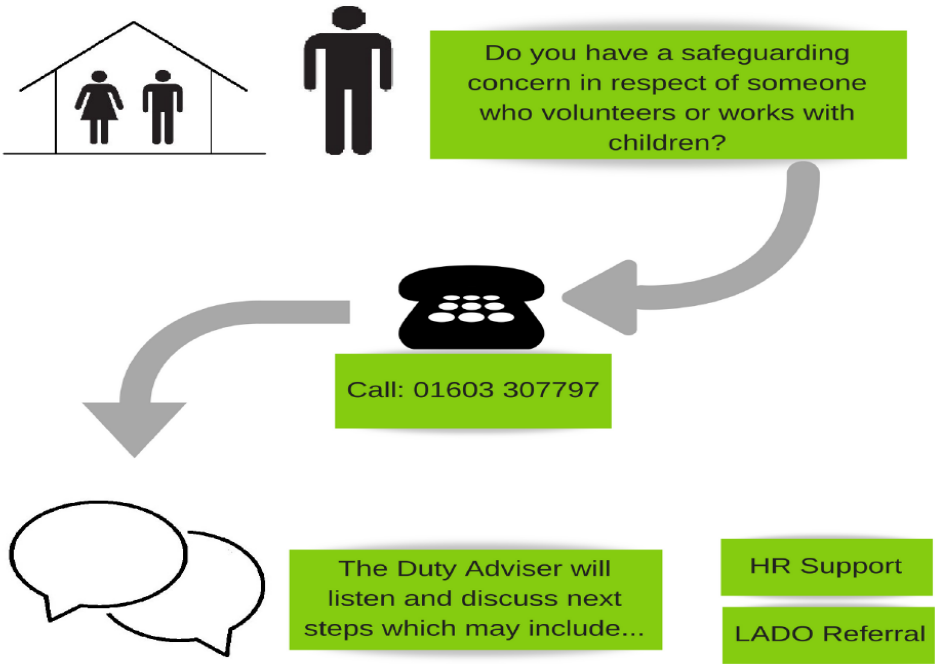 Do you have a safeguarding
concern in respect of someone
who volunteers or works with
children?
Call: 01603 307797
The Duty Adviser will
listen and discuss next
steps which may include...
HR Support
LADO Referral